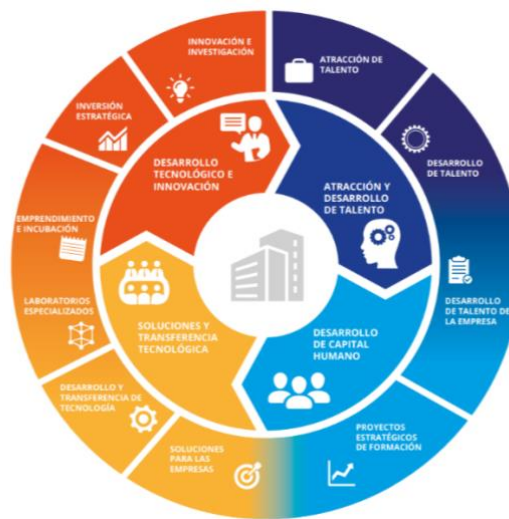 INNOVACIÓN E
INVESTIGACIÓN
ATRACCIÓN DE
TALENTO
INVERSIÓN
ESTRATÉGICA
DESARROLLO
DE TALENTO
DESARROLLO
TECNOLÓGICO E
INNOVACIÓN
ATRACCIÓN Y
DESARROLLO
DE TALENTO
EMPRENDIMIENTO
E INCUBACIÓN
LABORATORIOS
ESPECIALIZADOS
DESARROLLO
DE TALENTO DE
LA EMPRESA
SOLUCIONES Y
TRANSFERENCIA
TECNOLÓGICA
DESARROLLO
DE CAPITAL
HUMANO
DESARROLLO Y
TRANSFERENCIA DE
TECNOLOGÍA
SOLUCIONES
PARA LAS
EMPRESAS
PROYECTOS
ESTRATÉGICOS
DE FORMACIÓN